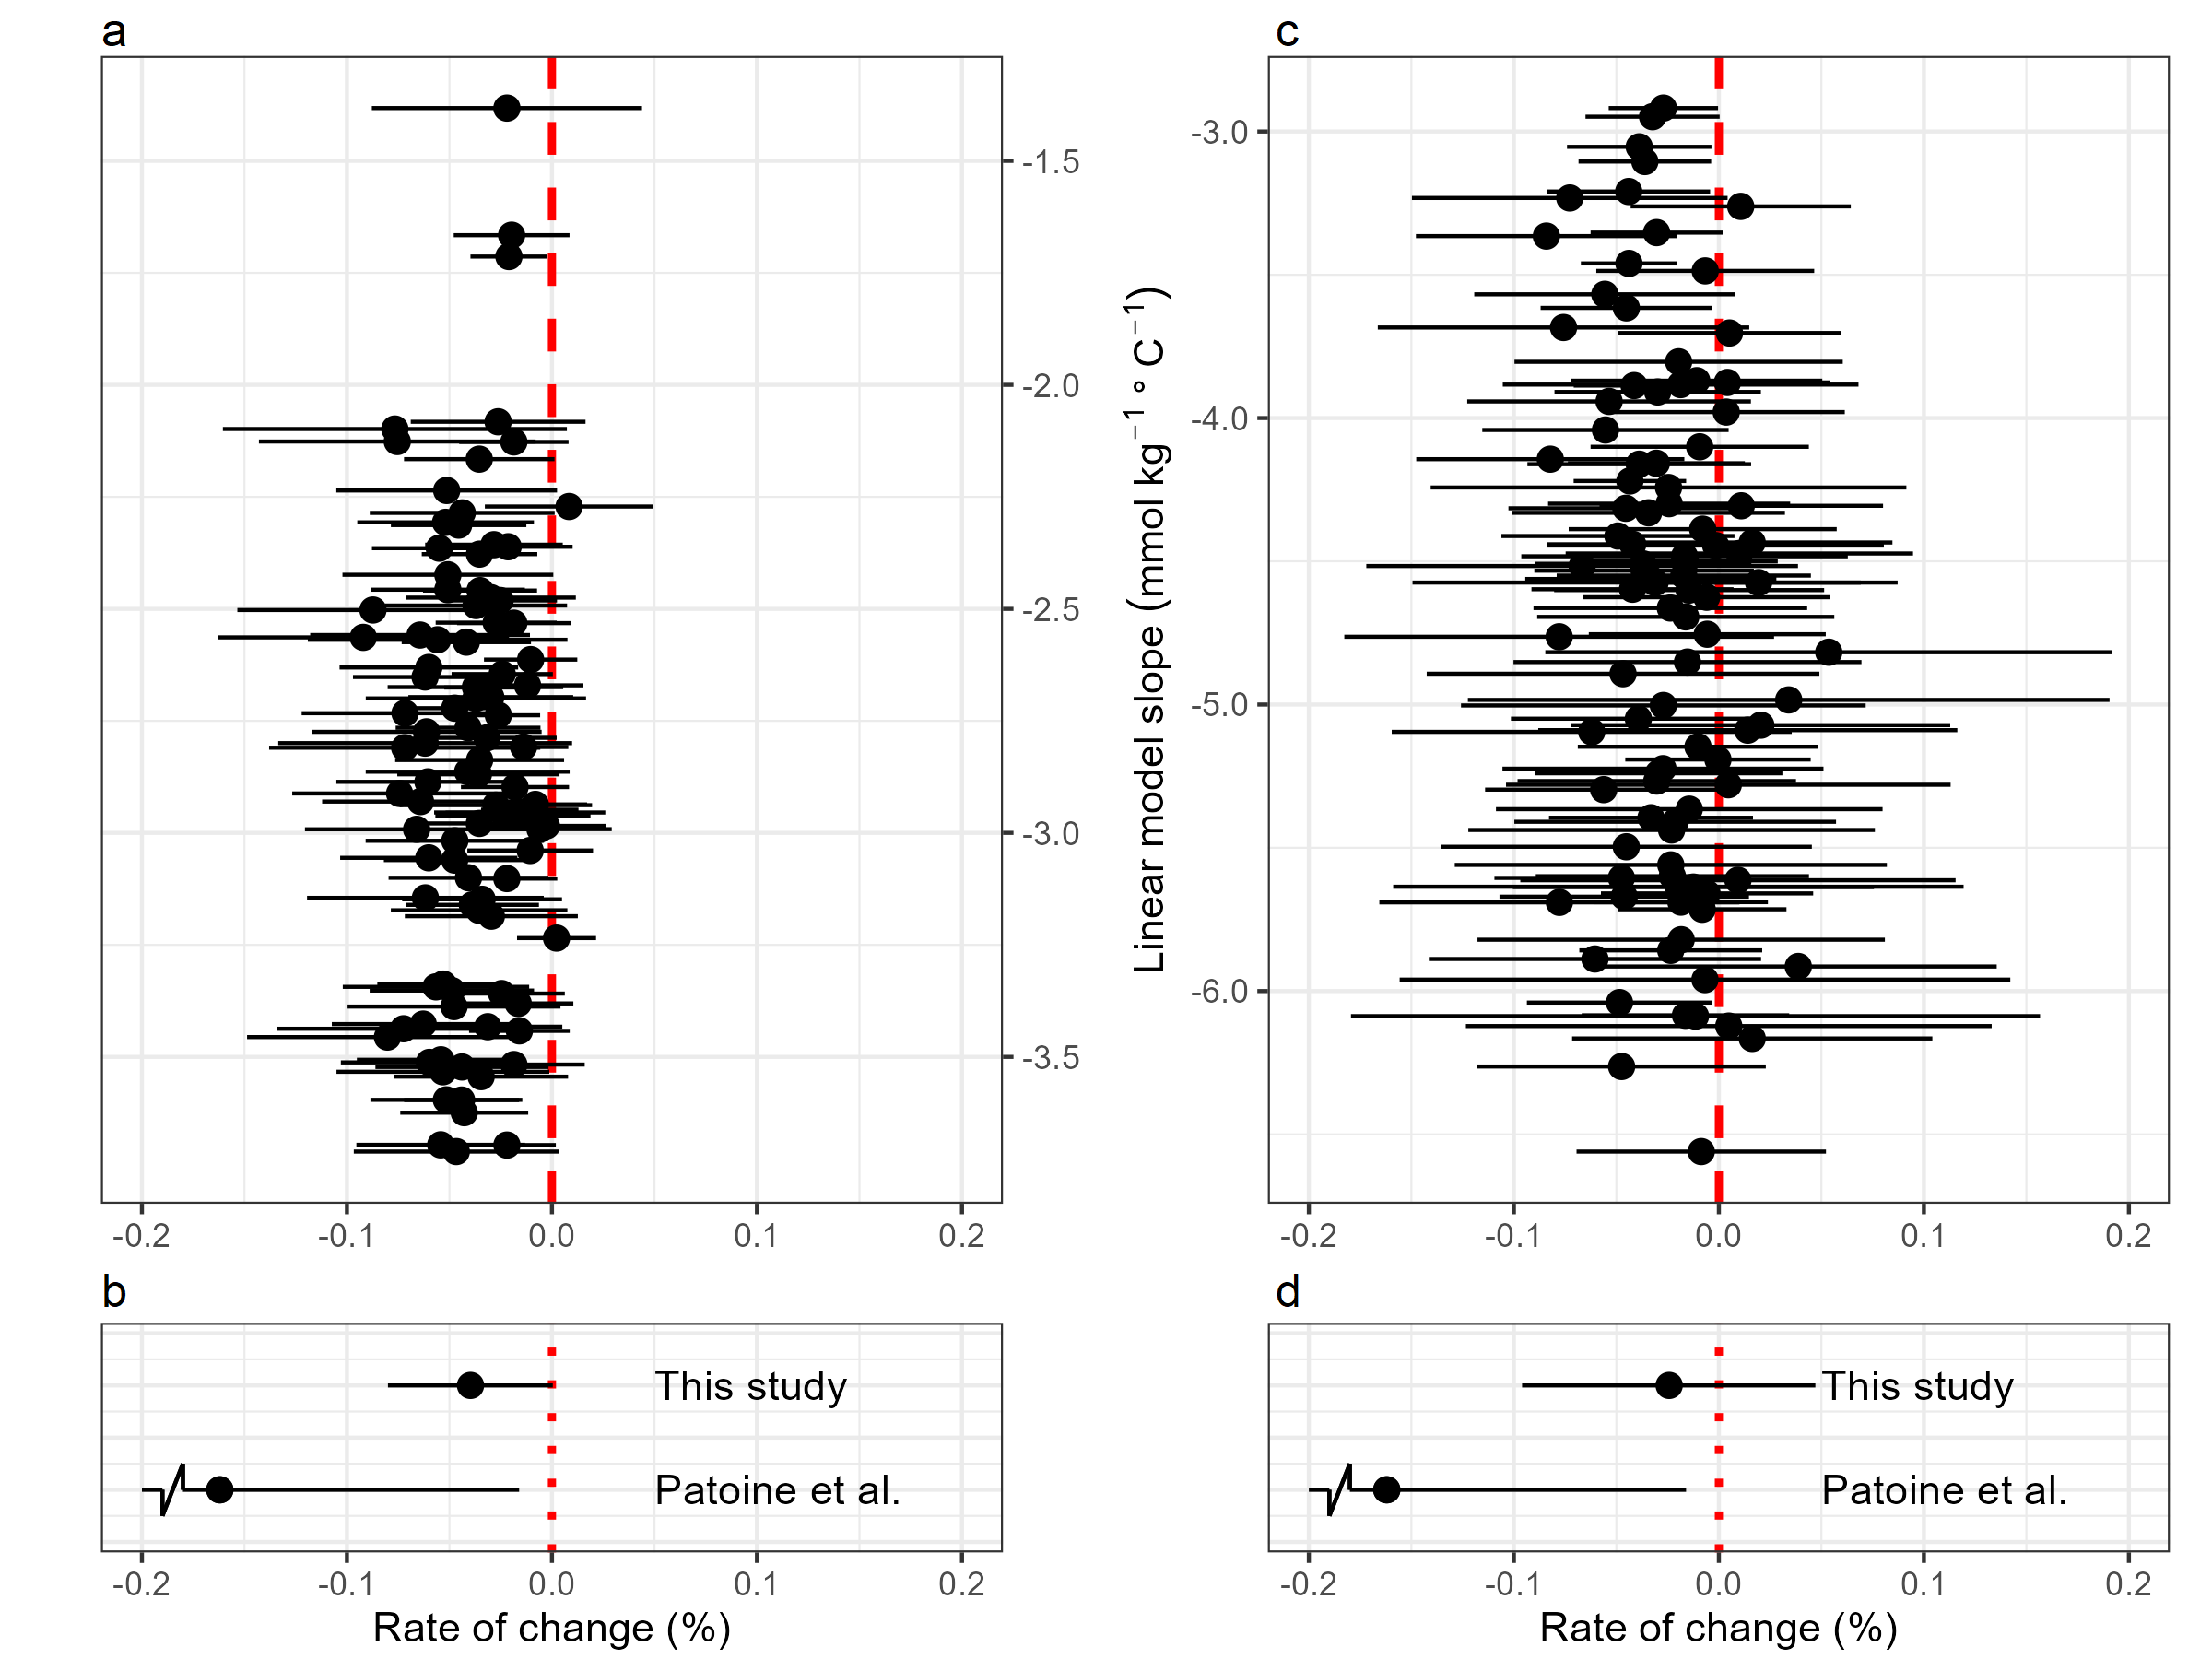 a
-1.5
-2.0
-2.5
-3.0
-3.5
-0.2 -0.1 0.0 0.1 0.2
b
This study
Patoine et al.
-0.2 -0.1 0.0 0.1 0.2
Rate of change (%)
c
Linear model slope (mmol kg⁻¹ ° C⁻¹)
-3.0
-4.0
-5.0
-6.0
-0.2 -0.1 0.0 0.1 0.2
d
This study
Patoine et al.
-0.2 -0.1 0.0 0.1 0.2
Rate of change (%)